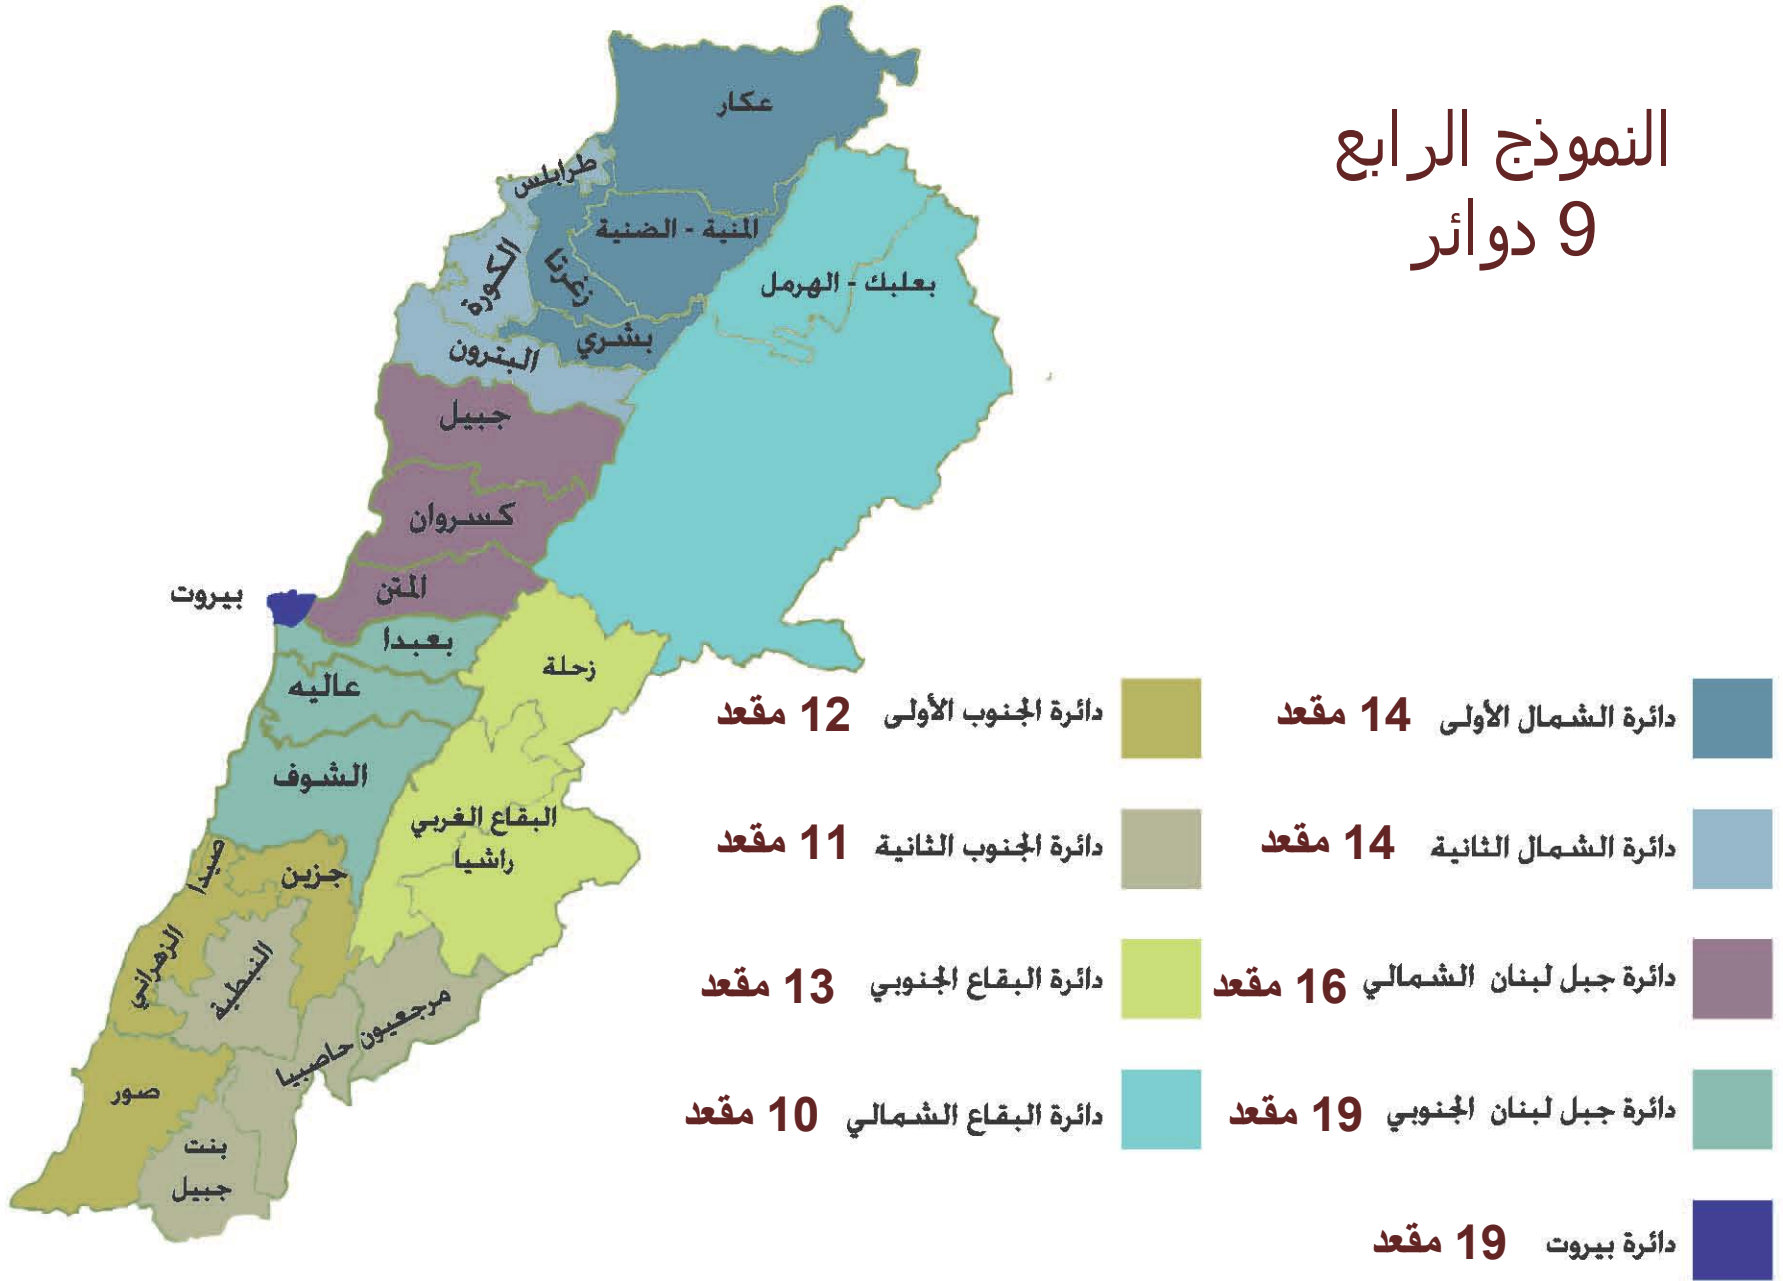 النموذج الرابع
9 دوائر
عكار
طرابلس
المنية - الضنية
زغرتا
الكورة
بعلبك - الهرمل
بشري
البترون
جبيل
كسروان
المتن
بيروت
بعبدا
زحلة
عاليه
الشوف
البقاع الغربي
راشيا
صيدا
جزين
الزهراني
النبطية
مرجعيون حاصبيا
صور
بنت
جبيل
دائرة الشمال الأولى 14 مقعد
دائرة الجنوب الأولى 12 مقعد
دائرة الشمال الثانية 14 مقعد
دائرة الجنوب الثانية 11 مقعد
دائرة جبل لبنان الشمالي 16 مقعد
دائرة البقاع الجنوبي 13 مقعد
دائرة جبل لبنان الجنوبي 19 مقعد
دائرة البقاع الشمالي 10 مقعد
دائرة بيروت 19 مقعد